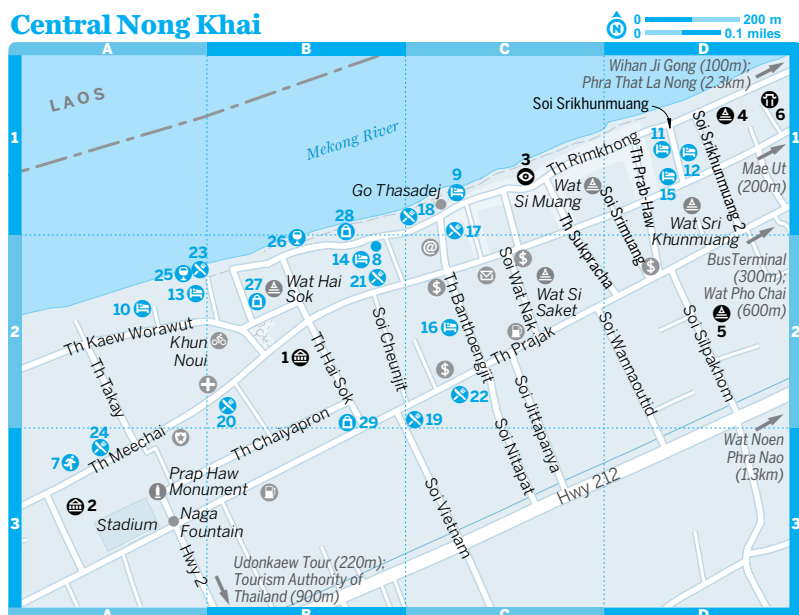 Central Nong Khai
N
0 200 m
0 0.1 miles
A B C D
Wihan Ji Gong (100m);
Phra That La Nong (2.3km)
LAOS
Soi Srikhunmuang
1
1
4
6
Mekong River
11
12
15
3
Th Rimkhong
9
Go Thasadej
Wat
Si Muang
Th Prab-Haw
Soi Srikhunmuang 2
Mae Ut
(200m)
18
17
28
26
Wat Sri
Khunmuang
Soi Srimuang
Th Sukpracha
@
23
25
14
8
21
13
10
27
Wat Hai
Sok
$
$
$
$
Wat Si
Saket
Soi Wat Nak
Th Banthoengjit
Bus Terminal
(300m);
Wat Pho Chai
(600m)
5
2
2
Th Kaew Worawut
Khun
Noui
16
Th Prajak
1
Th Hai Sok
Soi Cheunjit
Th Takay
Soi Wannaoutid
Soi Silpakhorn
20
22
29
19
Th Chaiyapron
Soi Jittapanya
Soi Nitapat
24
7
Th Meechai
Wat Noen
Phra Nao
(1.3km)
Prap Haw
Monument
2
Stadium
Naga
Fountain
Soi Vietnam
Hwy 212
3
3
Hwy 2
Udonkaew Tour (220m);
Tourism Authority of
Thailand (900m)
A B C D